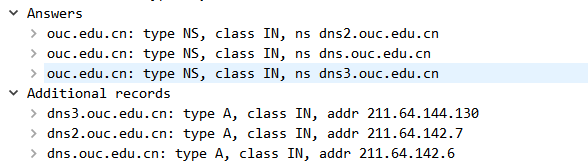 Answers
ouc.edu.cn: type NS, class IN, ns dns2.ouc.edu.cn
ouc.edu.cn: type NS, class IN, ns dns.ouc.edu.cn
ouc.edu.cn: type NS, class IN, ns dns3.ouc.edu.cn
Additional records
dns3.ouc.edu.cn: type A, class IN, addr 211.64.144.130
dns2.ouc.edu.cn: type A, class IN, addr 211.64.142.7
dns.ouc.edu.cn: type A, class IN, addr 211.64.142.6